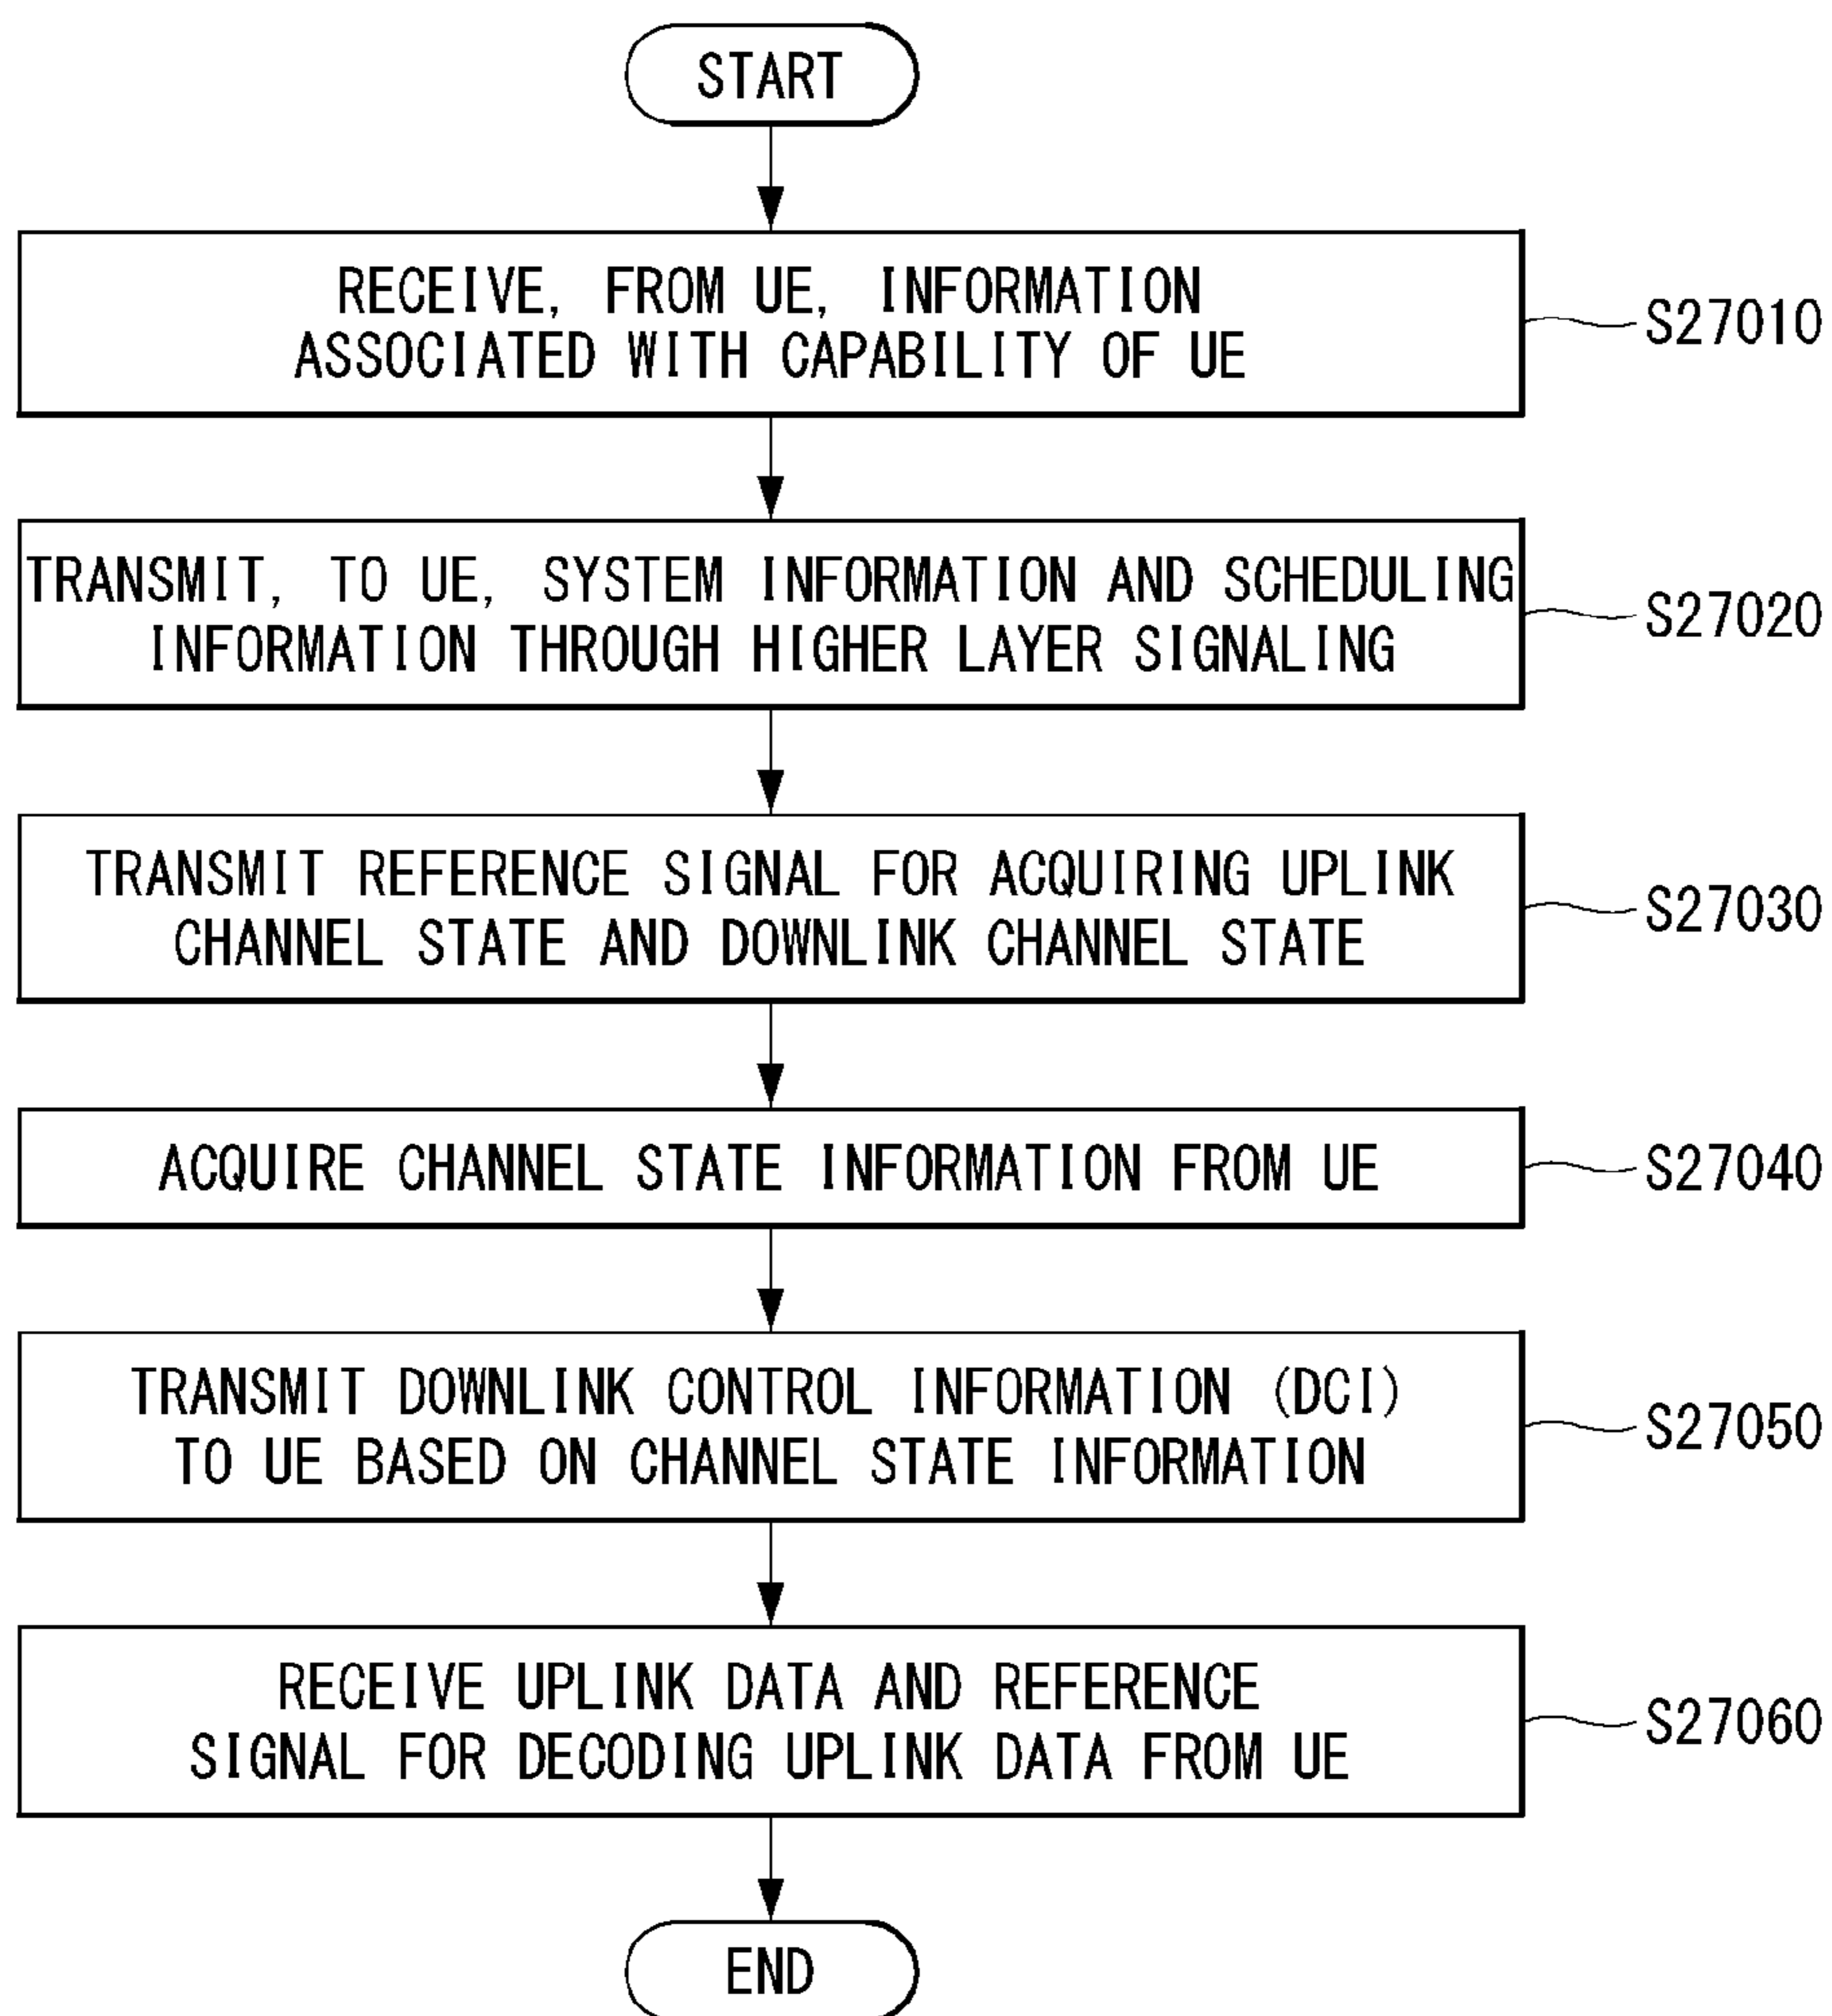 START
RECEIVE, FROM UE, INFORMATION
ASSOCIATED WITH CAPABILITY OF UE
S27010
TRANSMIT, TO UE, SYSTEM INFORMATION AND SCHEDULING
INFORMATION THROUGH HIGHER LAYER SIGNALING
S27020
TRANSMIT REFERENCE SIGNAL FOR ACQUIRING UPLINK
CHANNEL STATE AND DOWNLINK CHANNEL STATE
S27030
ACQUIRE CHANNEL STATE INFORMATION FROM UE
S27040
TRANSMIT DOWNLINK CONTROL INFORMATION (DCI)
TO UE BASED ON CHANNEL STATE INFORMATION
S27050
RECEIVE UPLINK DATA AND REFERENCE
SIGNAL FOR DECODING UPLINK DATA FROM UE
S27060
END